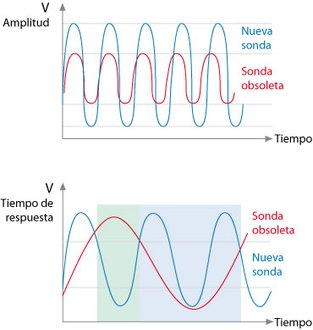 V
Amplitud
Nueva
sonda
Sonda
obsoleta
Tiempo
V
Tiempo de
respuesta
Sonda
obsoleta
Nueva
sonda
Tiempo